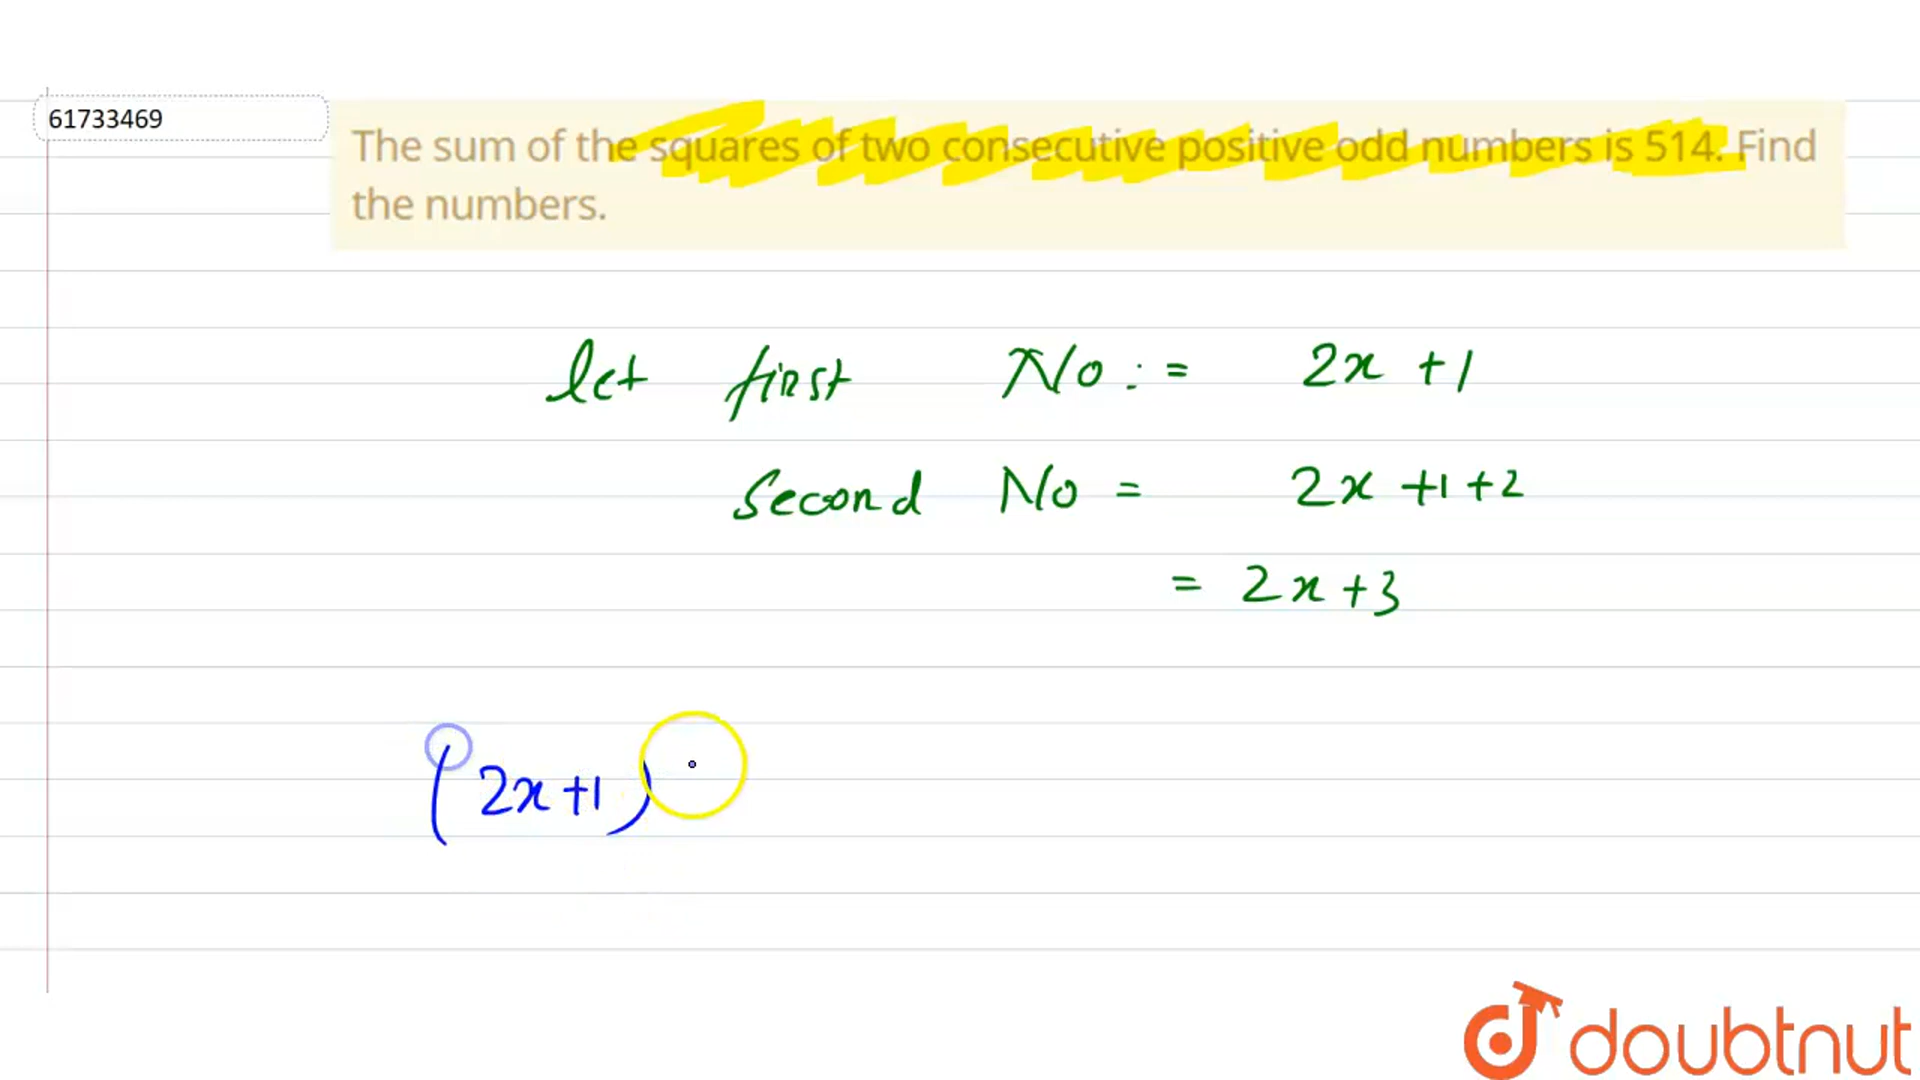 61733469
The sum of the squares of two consecutive positive odd numbers is 514. Find
the numbers.
let first No := 2x +1
Second No = 2x +1+2
= 2x+3
(2x+1)
doubtnut